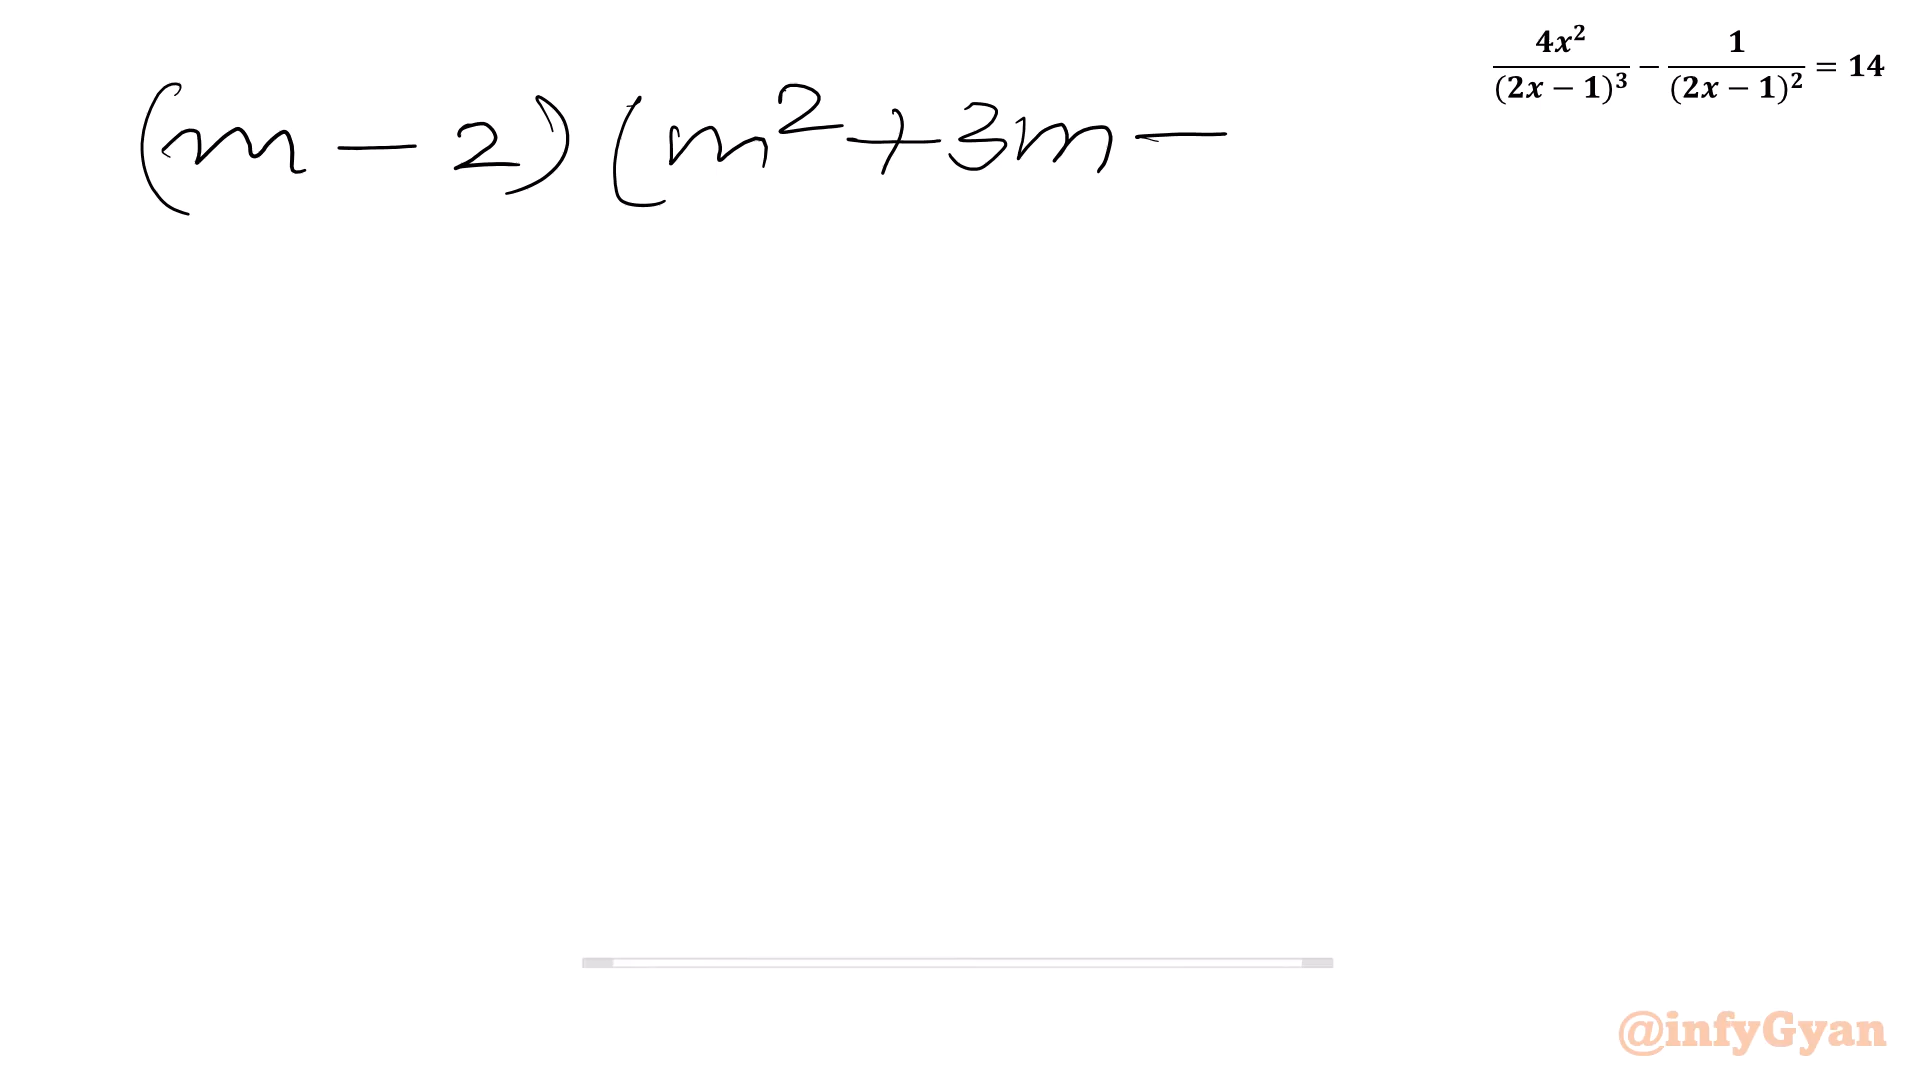 (m - 2) (m² + 3m -
4x²/(2x − 1)³ − 1/(2x − 1)² = 14
@infyGyan